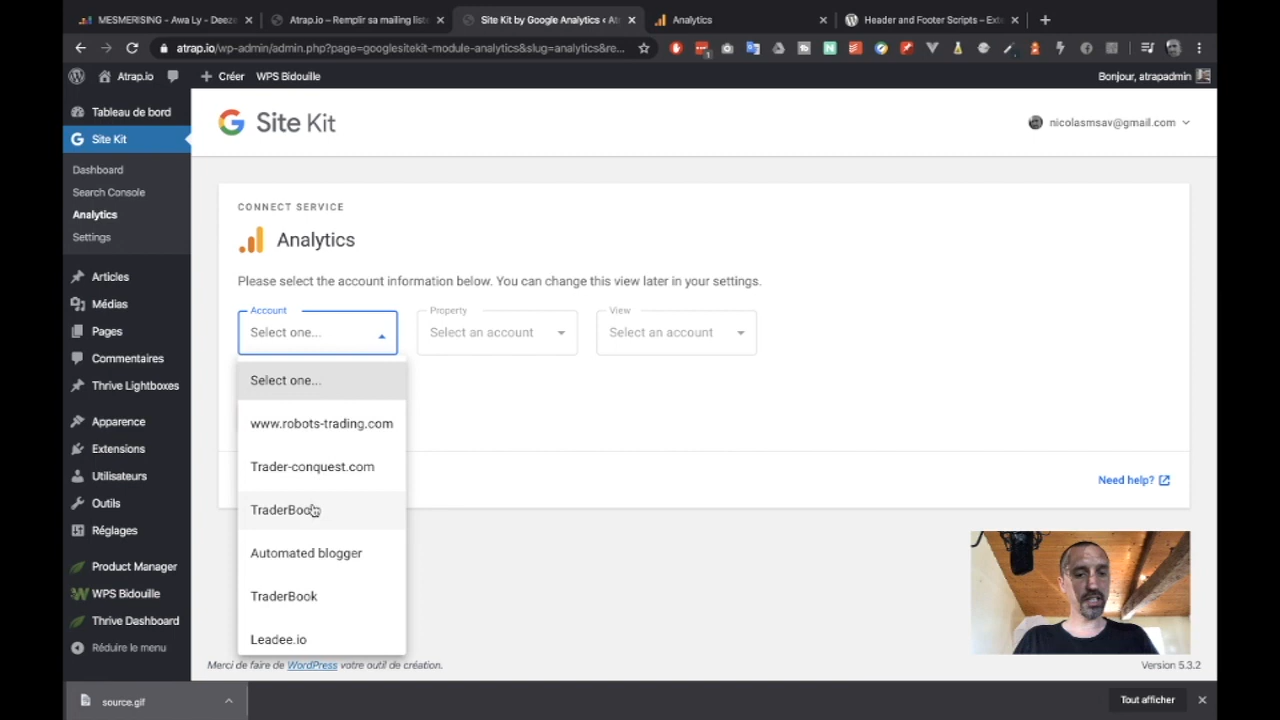 MESMERISING - Awa Ly - Deeze
Atrap.io – Remplir sa mailing liste
Site Kit by Google Analytics ‹ Atr
Analytics
Header and Footer Scripts – Exte
atrap.io/wp-admin/admin.php?page=googlesitekit-module-analytics&slug=analytics&re...
Atrap.io
Créer
WPS Bidouille
Bonjour, atrapadmin
Tableau de bord
Site Kit
Dashboard
Search Console
Analytics
Settings
Articles
Médias
Pages
Commentaires
Thrive Lightboxes
Apparence
Extensions
Utilisateurs
Outils
Réglages
Product Manager
WPS Bidouille
Thrive Dashboard
Réduire le menu
Site Kit
nicolasmsav@gmail.com
CONNECT SERVICE
Analytics
Please select the account information below. You can change this view later in your settings.
Account
Select one...
Property
Select an account
View
Select an account
Select one...
www.robots-trading.com
Trader-conquest.com
TraderBook
Automated blogger
TraderBook
Leadee.io
Need help?
Merci de faire de WordPress votre outil de création.
Version 5.3.2
source.gif
Tout afficher